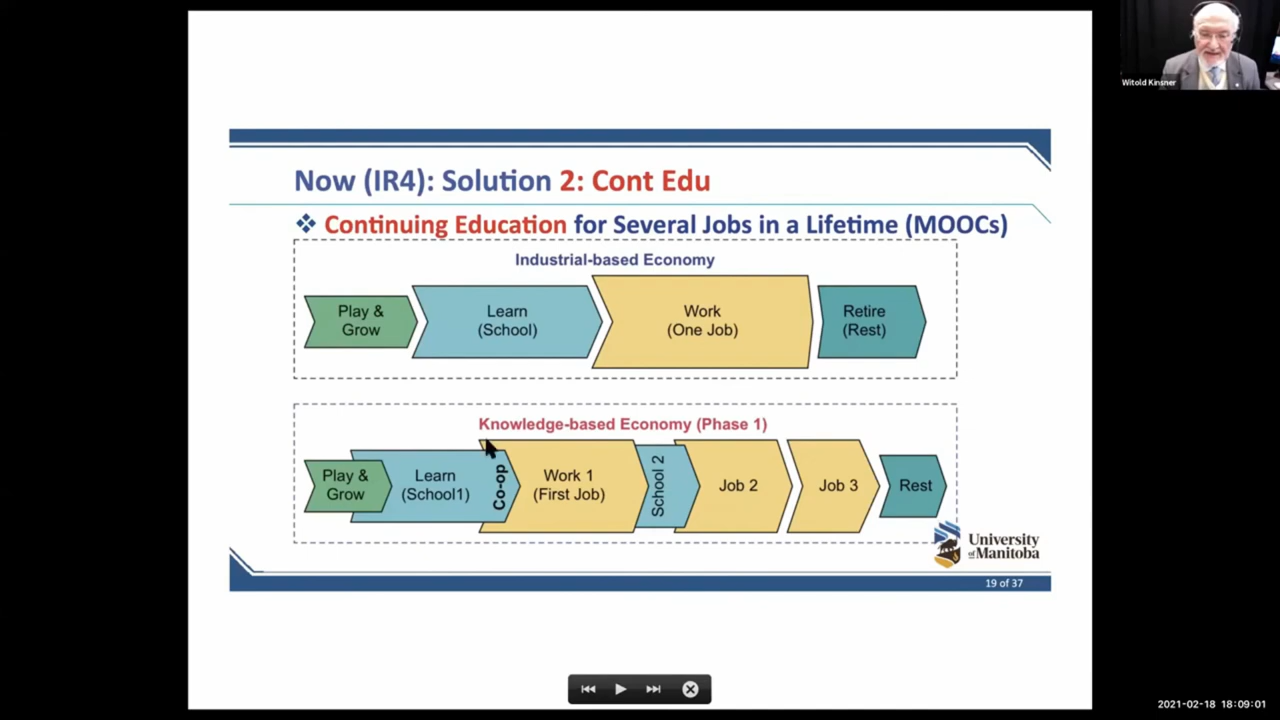 Witold Kinsner
Now (IR4): Solution 2: Cont Edu
❖ Continuing Education for Several Jobs in a Lifetime (MOOCs)
Industrial-based Economy
Play &
Grow
Learn
(School)
Work
(One Job)
Retire
(Rest)
Knowledge-based Economy (Phase 1)
Play &
Grow
Learn
(School1)
Co-op
Work 1
(First Job)
School 2
Job 2
Job 3
Rest
University
of Manitoba
19 of 37
2021-02-18 18:09:01